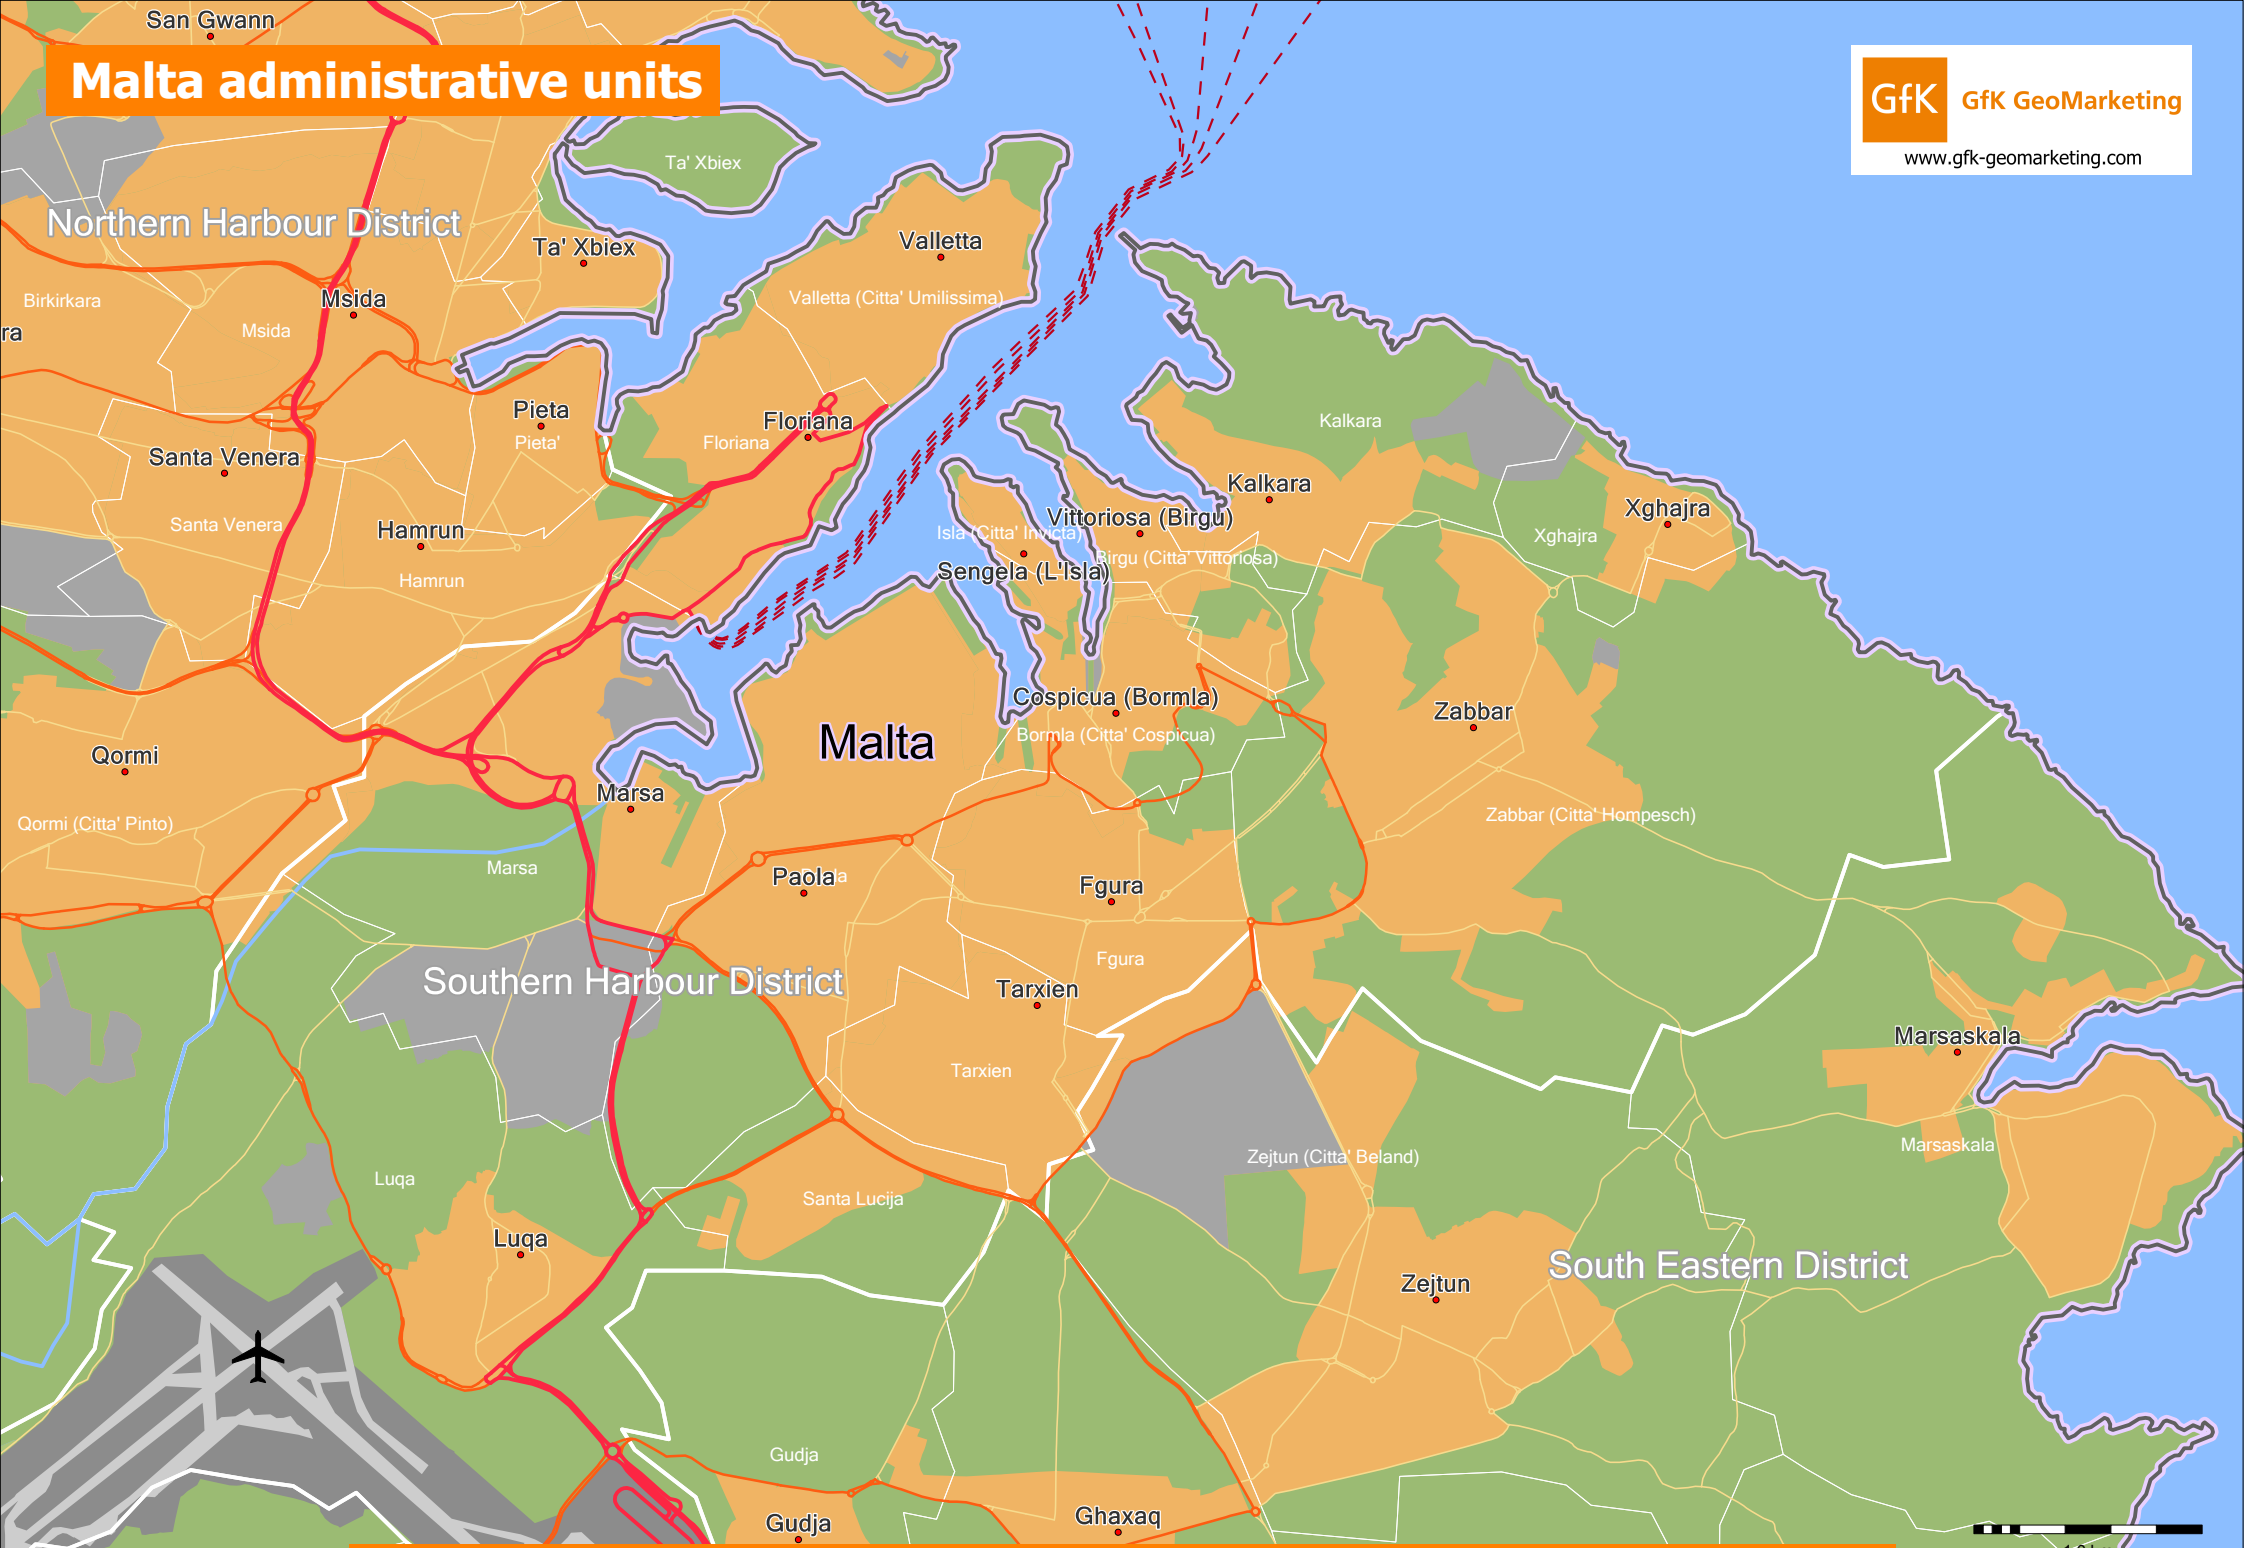 San Gwann
Malta administrative units
GfK
GfK GeoMarketing
www.gfk-geomarketing.com
Ta' Xbiex
Northern Harbour District
Ta' Xbiex
Valletta
Birkirkara
Msida
Valletta (Citta' Umilissima)
ra
Msida
Pieta
Pieta'
Floriana
Floriana
Kalkara
Santa Venera
Kalkara
Santa Venera
Hamrun
Hamrun
Isla (Citta' Invicta)
Vittoriosa (Birgu)
Birgu (Citta' Vittoriosa)
Sengela (L'Isla)
Xghajra
Xghajra
Cospicua (Bormla)
Bormla (Citta' Cospicua)
Zabbar
Malta
Qormi
Marsa
Qormi (Citta' Pinto)
Zabbar (Citta' Hompesch)
Marsa
Paola
la
Fgura
Fgura
Southern Harbour District
Tarxien
Tarxien
Marsaskala
Marsaskala
Zejtun (Citta' Beland)
Luqa
Santa Lucija
Luqa
South Eastern District
Zejtun
Gudja
Gudja
Ghaxaq